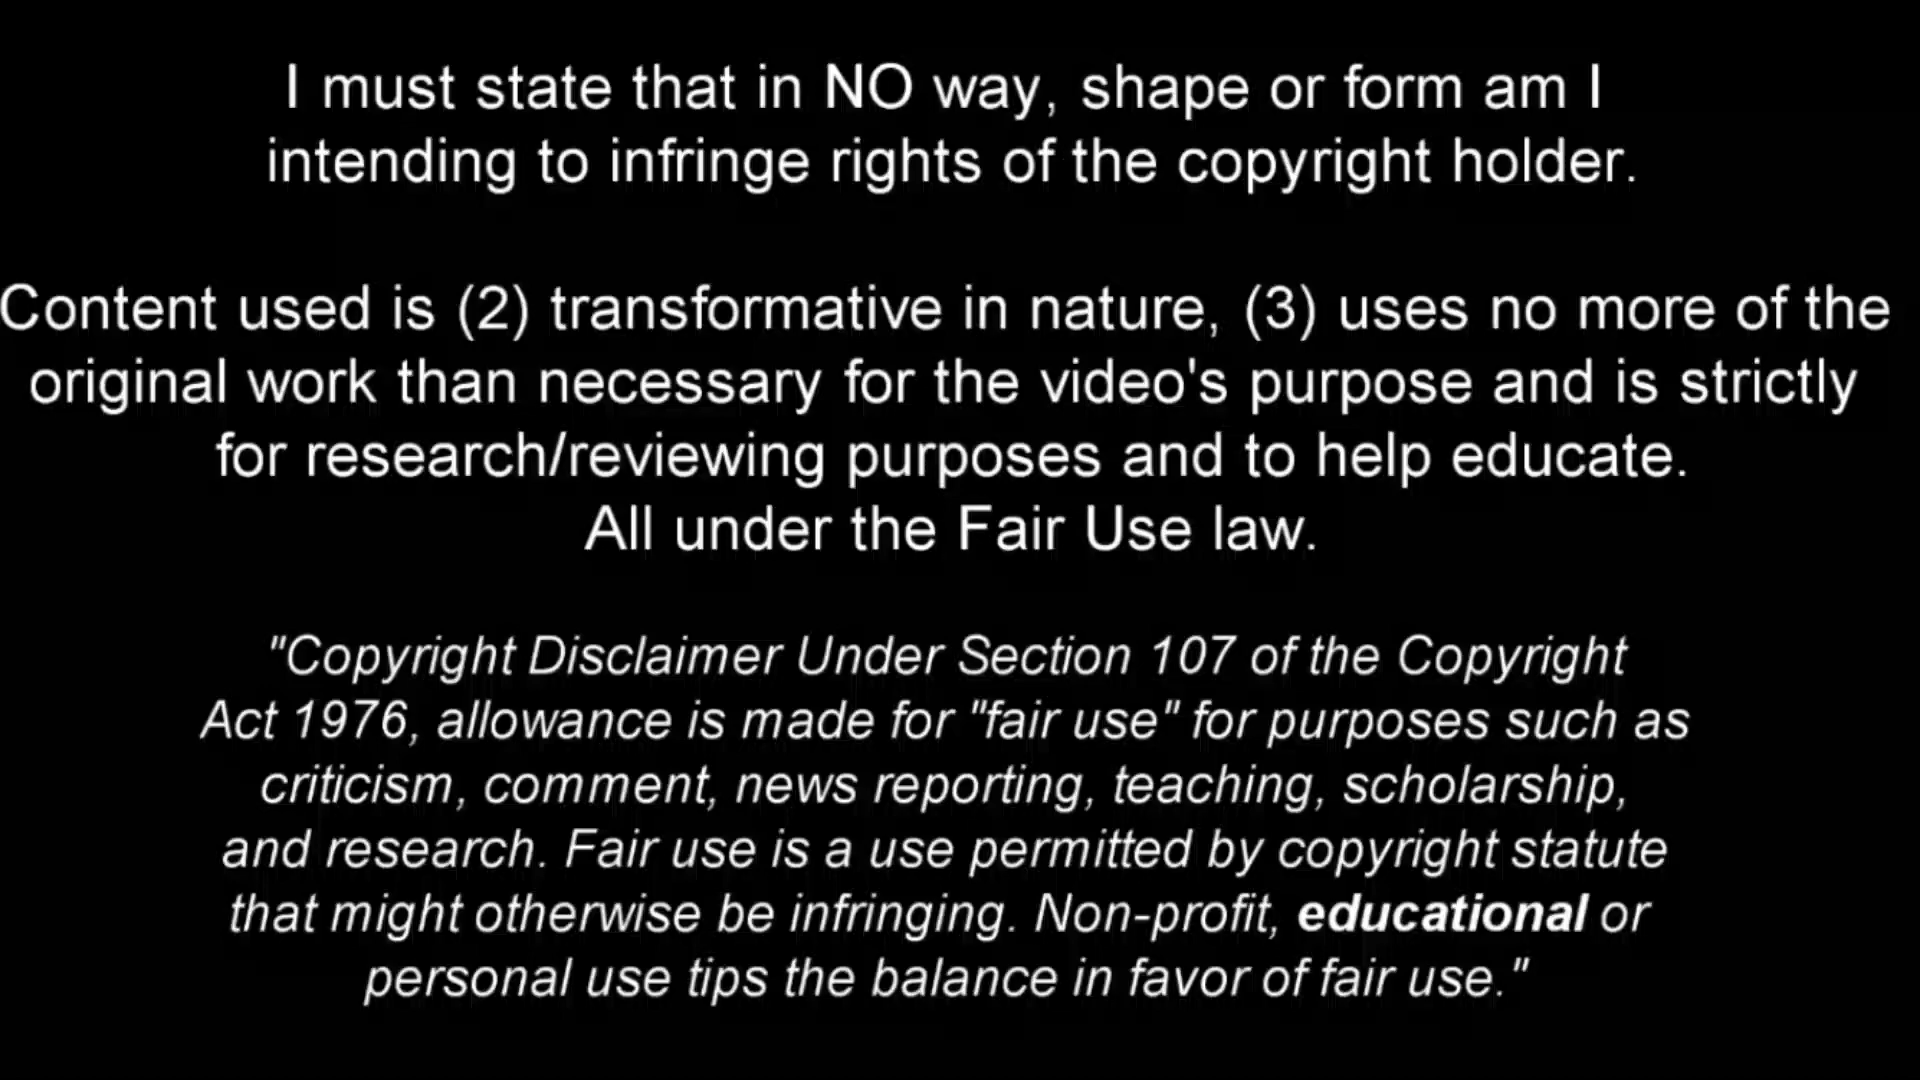 I must state that in NO way, shape or form am I
intending to infringe rights of the copyright holder.
Content used is (2) transformative in nature, (3) uses no more of the
original work than necessary for the video's purpose and is strictly
for research/reviewing purposes and to help educate.
All under the Fair Use law.
"Copyright Disclaimer Under Section 107 of the Copyright
Act 1976, allowance is made for "fair use" for purposes such as
criticism, comment, news reporting, teaching, scholarship,
and research. Fair use is a use permitted by copyright statute
that might otherwise be infringing. Non-profit, educational or
personal use tips the balance in favor of fair use."